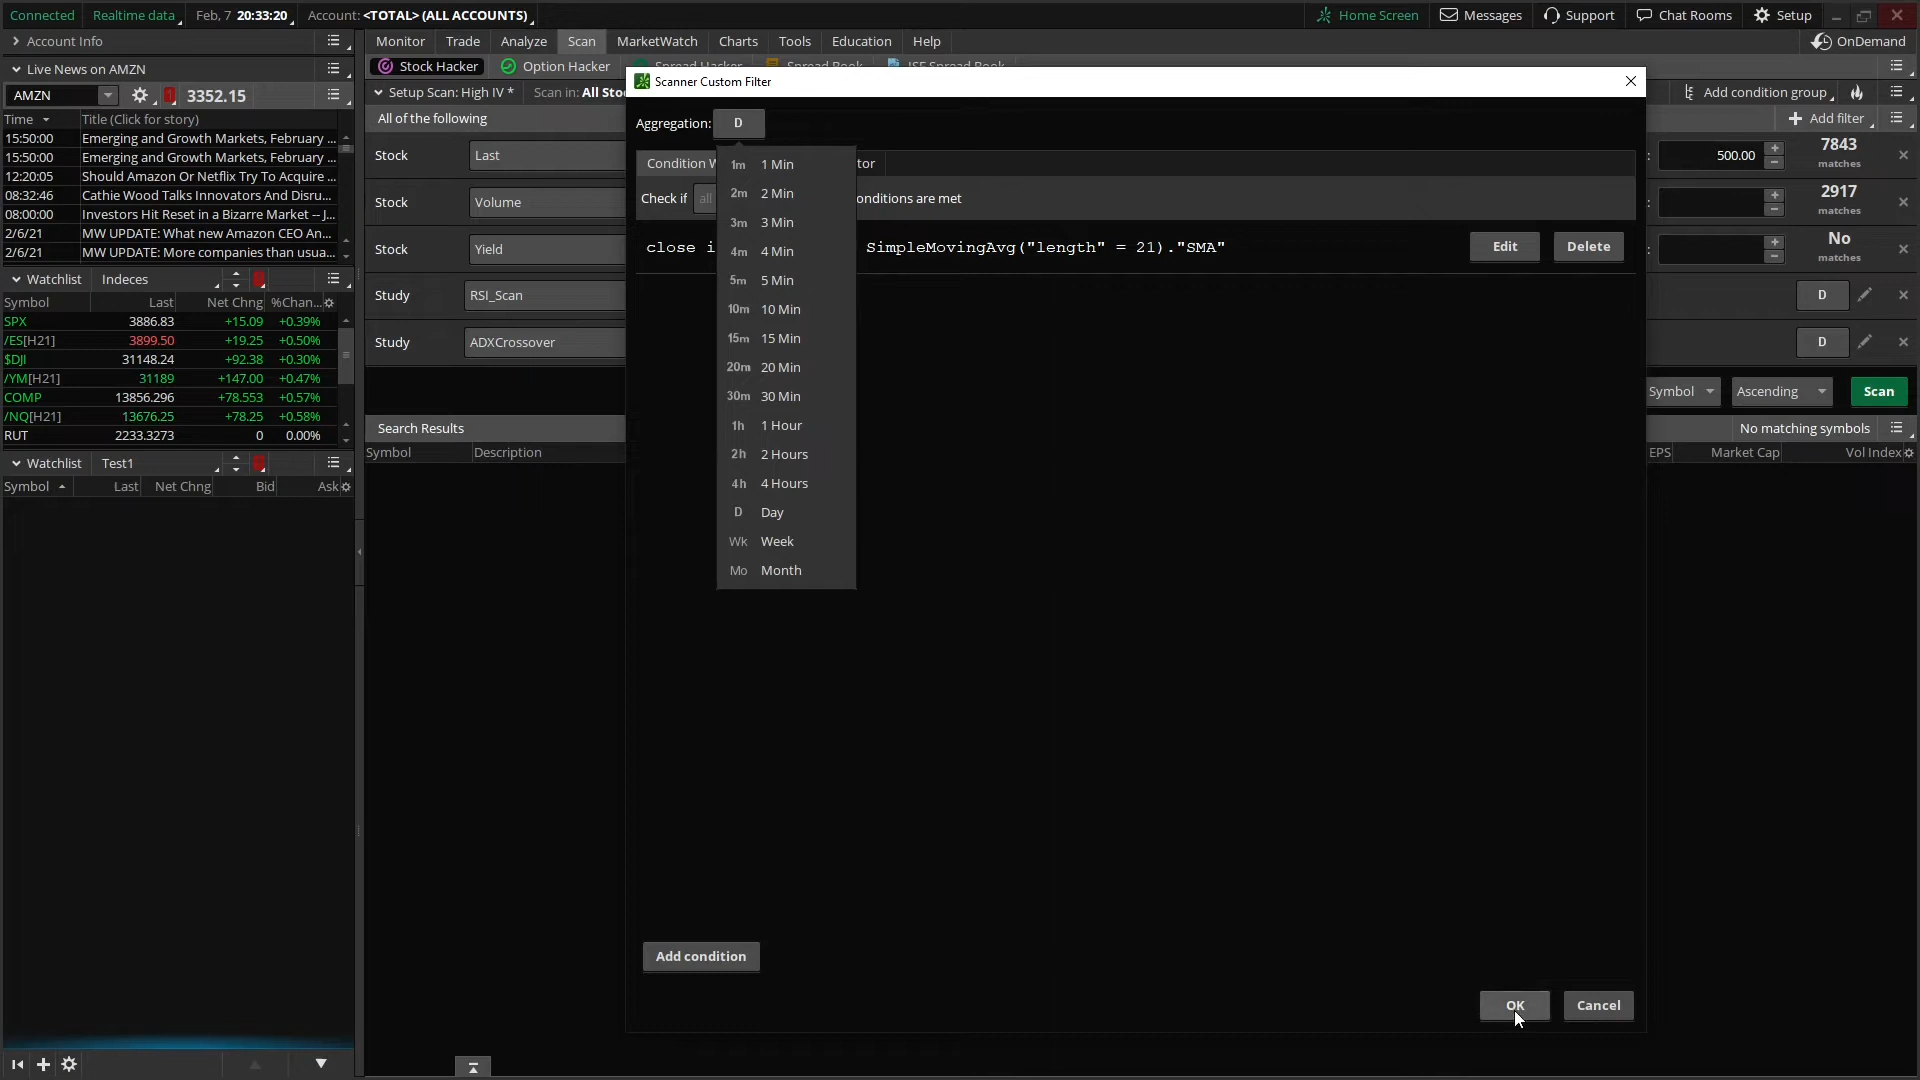 Connected Realtime data Feb, 7 20:33:20 Account: <TOTAL> (ALL ACCOUNTS) Home Screen Messages Support Chat Rooms Setup
Account Info
Monitor Trade Analyze Scan MarketWatch Charts Tools Education Help OnDemand
Live News on AMZN
Stock Hacker Option Hacker Spread Hacker Spread Book ISE Spread Book
AMZN 1 3352.15
Setup Scan: High IV * Scan in: All Sto
Scanner Custom Filter
Add condition group
Time Title (Click for story)
All of the following
Aggregation: D
Add filter
15:50:00 Emerging and Growth Markets, February ...
15:50:00 Emerging and Growth Markets, February ...
12:20:05 Should Amazon Or Netflix Try To Acquire ...
08:32:46 Cathie Wood Talks Innovators And Disru...
08:00:00 Investors Hit Reset in a Bizarre Market -- J...
2/6/21 MW UPDATE: What new Amazon CEO An...
2/6/21 MW UPDATE: More companies than usua...
Stock Last
Stock Volume
Stock Yield
Study RSI_Scan
Study ADXCrossover
Condition W tor
Check if all onditions are met
close i SimpleMovingAvg("length" = 21)."SMA" Edit Delete
1m 1 Min
2m 2 Min
3m 3 Min
4m 4 Min
5m 5 Min
10m 10 Min
15m 15 Min
20m 20 Min
30m 30 Min
1h 1 Hour
2h 2 Hours
4h 4 Hours
D Day
Wk Week
Mo Month
: 500.00 7843 matches
: 2917 matches
: No matches
D
D
Symbol Ascending Scan
Watchlist Indeces
Symbol Last Net Chng %Chan...
SPX 3886.83 +15.09 +0.39%
/ES[H21] 3899.50 +19.25 +0.50%
$DJI 31148.24 +92.38 +0.30%
/YM[H21] 31189 +147.00 +0.47%
COMP 13856.296 +78.553 +0.57%
/NQ[H21] 13676.25 +78.25 +0.58%
RUT 2233.3273 0 0.00%
Search Results No matching symbols
Symbol Description EPS Market Cap Vol Index
Watchlist Test1
Symbol Last Net Chng Bid Ask
Add condition
OK Cancel